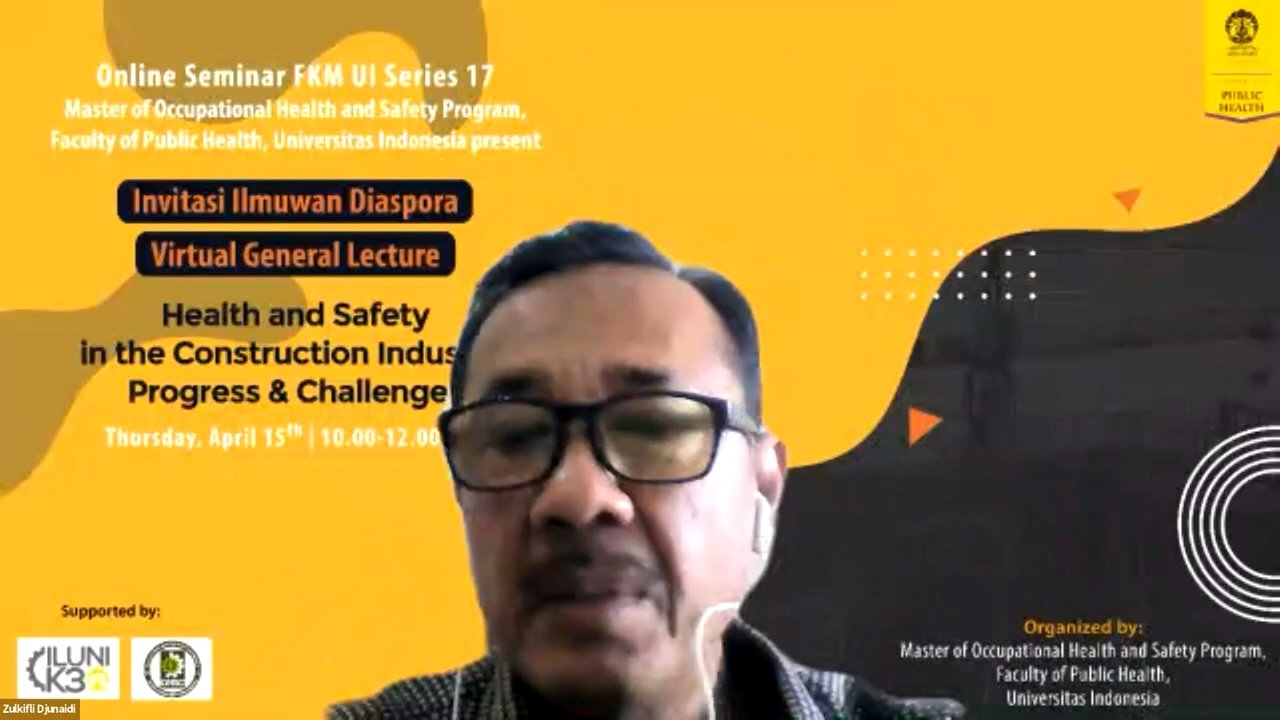 Online Seminar FKM UI Series 17
Master of Occupational Health and Safety Program,
Faculty of Public Health, Universitas Indonesia present
Invitasi Ilmuwan Diaspora
Virtual General Lecture
Health and Safety
in the Construction Indus
Progress & Challenge
Thursday, April 15th | 10.00-12.00
Supported by:
ILUNI
K3
Zulkifli Djunaidi
PUBLIC
HEALTH
Organized by:
Master of Occupational Health and Safety Program,
Faculty of Public Health,
Universitas Indonesia